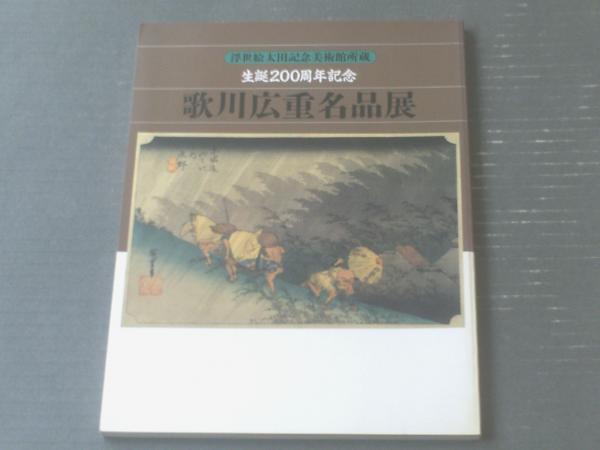 浮世絵太田記念美術館所蔵
生誕200周年記念
歌川広重名品展